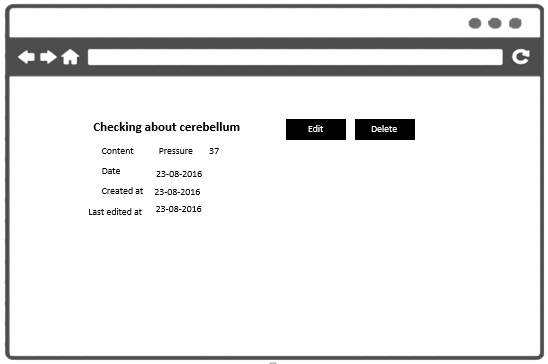 Checking about cerebellum Edit Delete
Content Pressure 37
Date 23-08-2016
Created at 23-08-2016
Last edited at 23-08-2016